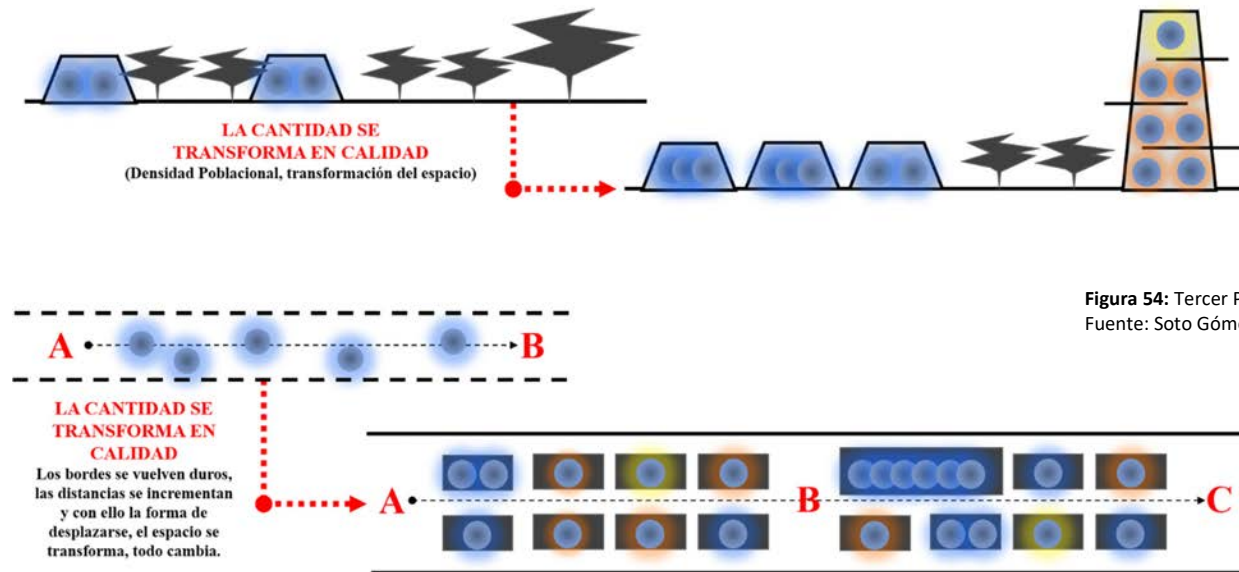 LA CANTIDAD SE
TRANSFORMA EN CALIDAD
(Densidad Poblacional, transformación del espacio)
Figura 54: Tercer
Fuente: Soto
A
B
LA CANTIDAD SE
TRANSFORMA EN
CALIDAD
Los bordes se vuelven duros,
las distancias se incrementan
y con ello la forma de
desplazarse, el espacio se
transforma, todo cambia.
A
B
C